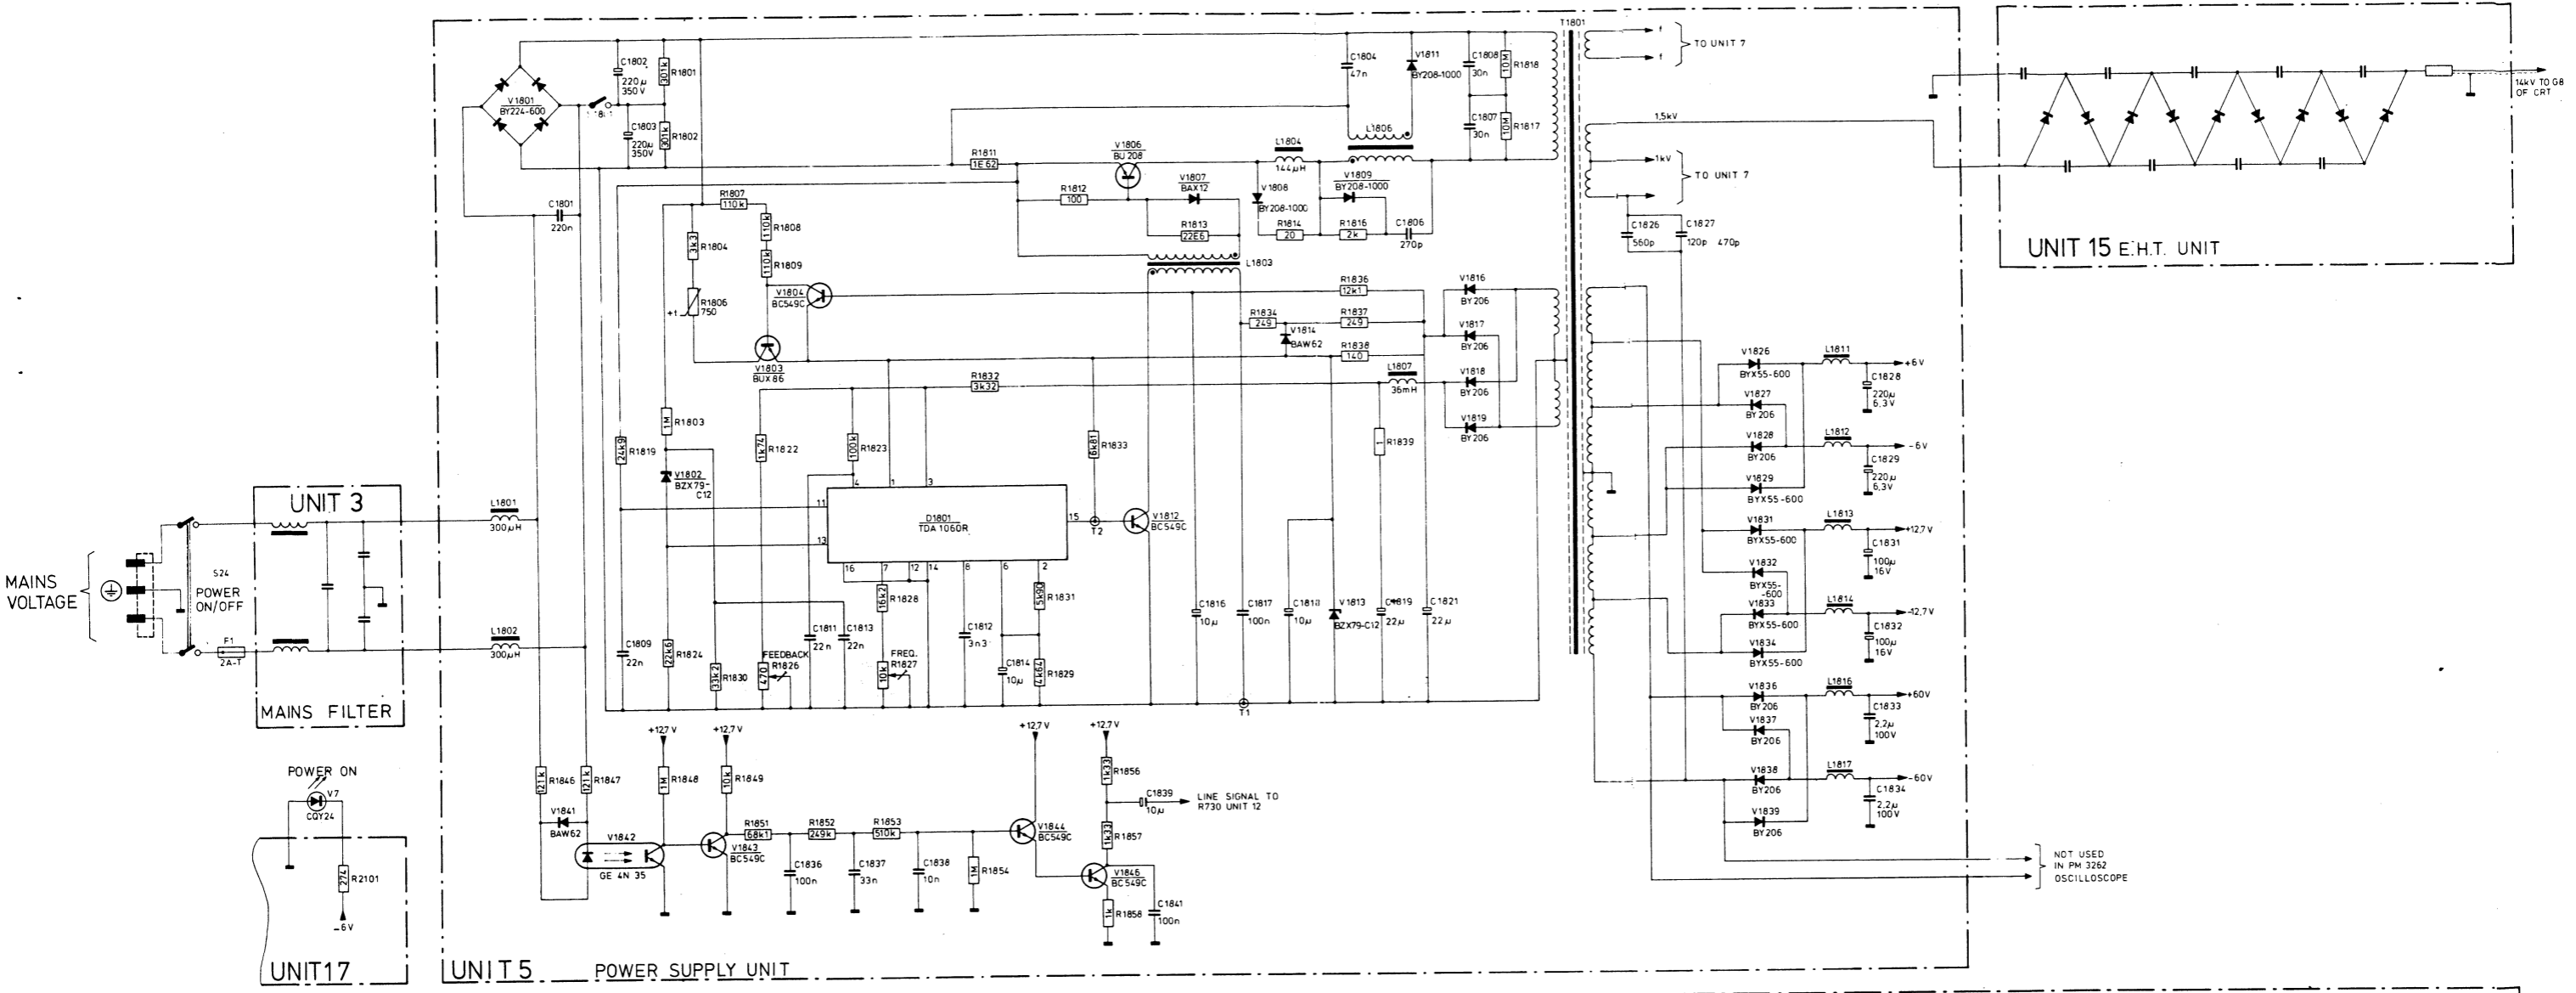 T1801
f
f
TO UNIT 7
C1802
220µ
350V
301k
R1801
V1801
BY224-600
C1803
220µ
350V
301k
R1802
C1804
47n
V1811
BY208-1000
C1808
30n
10M
R1818
C1807
30n
10M
R1817
L1806
1,5kV
1kV
TO UNIT 7
14kV TO G8
OF CRT
UNIT 15 E.H.T. UNIT
R1811
1E62
V1806
BU 208
L1804
144µH
V1807
BAX12
V1808
BY208-1000
V1809
BY208-1000
R1812
100
R1813
22E6
R1814
20
R1816
2k
C1806
270p
L1803
C1801
220n
R1807
110k
110k
R1808
110k
R1809
3k3
R1804
R1806
750
+t
V1804
BC549C
V1803
BUX86
C1826
560p
C1827
120p 470p
R1836
12k1
R1834
249
R1837
249
V1814
BAW62
R1838
140
V1816
BY206
V1817
BY206
L1807
36mH
V1818
BY206
V1819
BY206
R1832
3k32
1M
R1803
24k9
R1819
V1802
BZX79-
C12
1k74
R1822
100k
R1823
6k81
R1833
1
R1839
4
1
3
11
D1801
TDA 1060R
15
T2
13
V1812
BC549C
16
7
12
14
8
6
2
16k2
R1828
5k90
R1831
C1809
22n
22k6
R1824
33k2
R1830
FEEDBACK
R1826
470
C1811
22n
C1813
22n
FREQ.
R1827
10k
C1812
3n3
C1814
10µ
4k64
R1829
C1816
10µ
C1817
100n
C1818
10µ
V1813
BZX79-C12
C1819
22µ
C1821
22µ
T1
V1826
BYX55-600
L1811
+6V
C1828
220µ
6,3V
V1827
BY206
V1828
BY206
L1812
-6V
C1829
220µ
6,3V
V1829
BYX55-600
V1831
BYX55-600
L1813
+12,7V
C1831
100µ
16V
V1832
BYX55-
-600
V1833
BYX55-600
L1814
-12,7V
C1832
100µ
16V
V1834
BYX55-600
V1836
BY206
L1816
+60V
C1833
2,2µ
100V
V1837
BY206
V1838
BY206
L1817
-60V
C1834
2,2µ
100V
V1839
BY206
NOT USED
IN PM 3262
OSCILLOSCOPE
MAINS
VOLTAGE
S24
POWER
ON/OFF
F1
2A-T
UNIT 3
MAINS FILTER
L1801
300µH
L1802
300µH
POWER ON
V7
CQY24
274
R2101
-6V
UNIT17
121k
R1846
121k
R1847
V1841
BAW62
V1842
GE 4N 35
+12,7V
1M
R1848
+12,7V
10k
R1849
V1843
BC549C
R1851
68k1
R1852
249k
R1853
510k
C1836
100n
C1837
33n
C1838
10n
1M
R1854
+12,7V
V1844
BC549C
+12,7V
1k33
R1856
C1839
10µ
LINE SIGNAL TO
R730 UNIT 12
1k33
R1857
V1846
BC549C
1k
R1858
C1841
100n
UNIT5 POWER SUPPLY UNIT